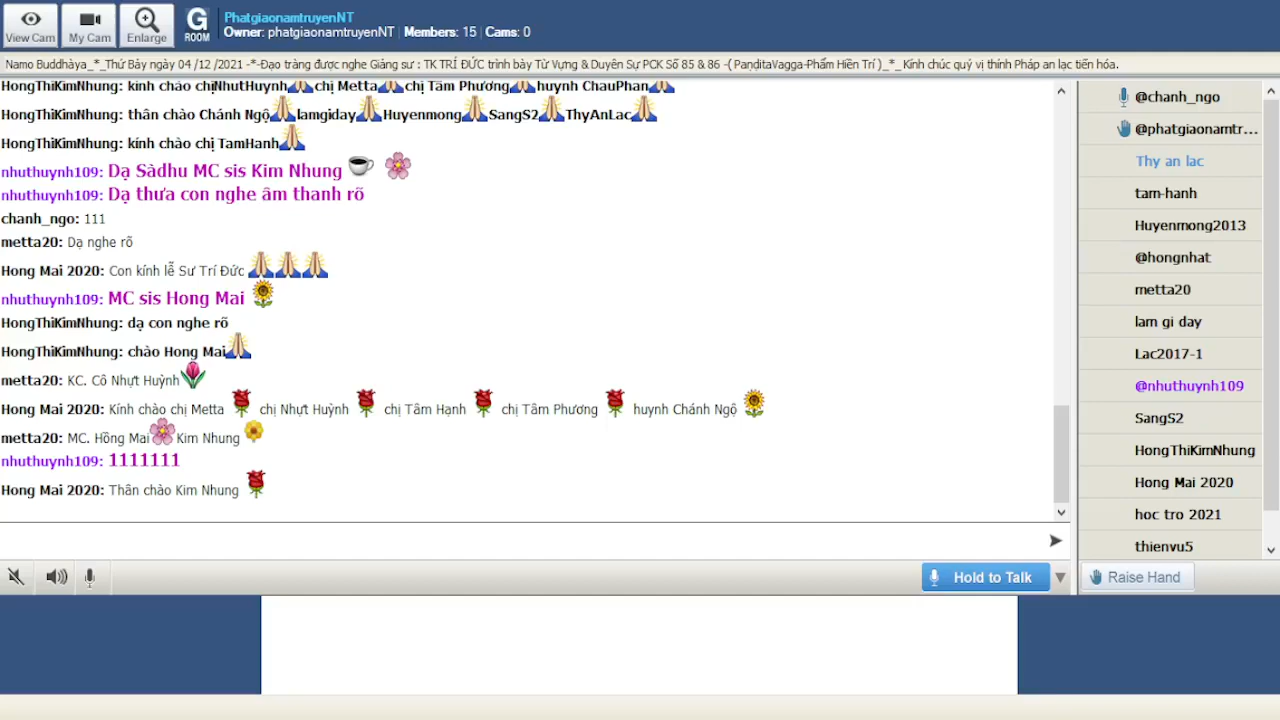 View Cam
My Cam
Enlarge
G
ROOM
PhatgiaonamtruyenNT
Owner: phatgiaonamtruyenNT | Members: 15 | Cams: 0
Namo Buddhàya_*_Thứ Bảy ngày 04 /12 /2021 -*-Đạo tràng được nghe Giảng sư : TK TRÍ ĐỨC trình bày Từ Vựng & Duyên Sự PCK Số 85 & 86 -( PaṇḍitaVagga-Phẩm Hiền Trí )_*_ Kính chúc quý vị thính Pháp an lạc tiến hóa.
HongThiKimNhung: kính chào chịNhutHuynh chị Metta chị Tâm Phương huynh ChauPhan
HongThiKimNhung: thân chào Chánh Ngộ lamgiday Huyenmong SangS2 ThyAnLac
HongThiKimNhung: kính chào chị TamHanh
nhuthuynh109: Dạ Sàdhu MC sis Kim Nhung
nhuthuynh109: Dạ thưa con nghe âm thanh rõ
chanh_ngo: 111
metta20: Dạ nghe rõ
Hong Mai 2020: Con kính lễ Sư Trí Đức
nhuthuynh109: MC sis Hong Mai
HongThiKimNhung: dạ con nghe rõ
HongThiKimNhung: chào Hong Mai
metta20: KC. Cô Nhựt Huỳnh
Hong Mai 2020: Kính chào chị Metta chị Nhựt Huỳnh chị Tâm Hạnh chị Tâm Phương huynh Chánh Ngộ
metta20: MC. Hồng Mai Kim Nhung
nhuthuynh109: 1111111
Hong Mai 2020: Thân chào Kim Nhung
@chanh_ngo
@phatgiaonamtr...
Thy an lac
tam-hanh
Huyenmong2013
@hongnhat
metta20
lam gi day
Lac2017-1
@nhuthuynh109
SangS2
HongThiKimNhung
Hong Mai 2020
hoc tro 2021
thienvu5
Hold to Talk
Raise Hand